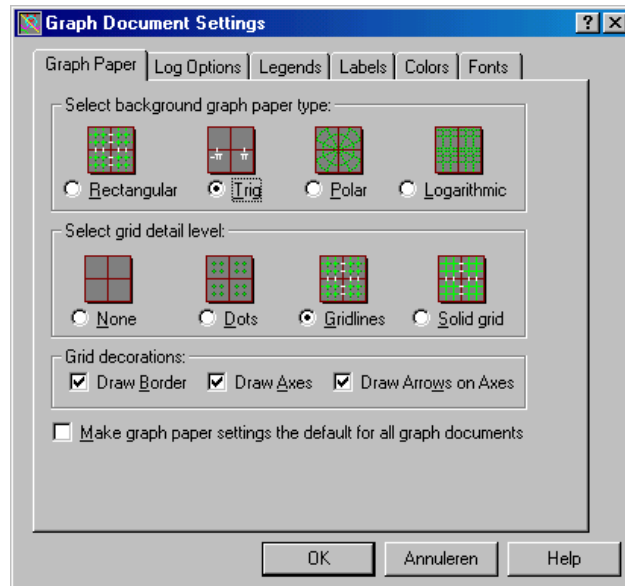 Graph Document Settings
Graph Paper Log Options Legends Labels Colors Fonts
Select background graph paper type:
-π π
Rectangular Trig Polar Logarithmic
Select grid detail level:
None Dots Gridlines Solid grid
Grid decorations:
Draw Border Draw Axes Draw Arrows on Axes
Make graph paper settings the default for all graph documents
OK Annuleren Help